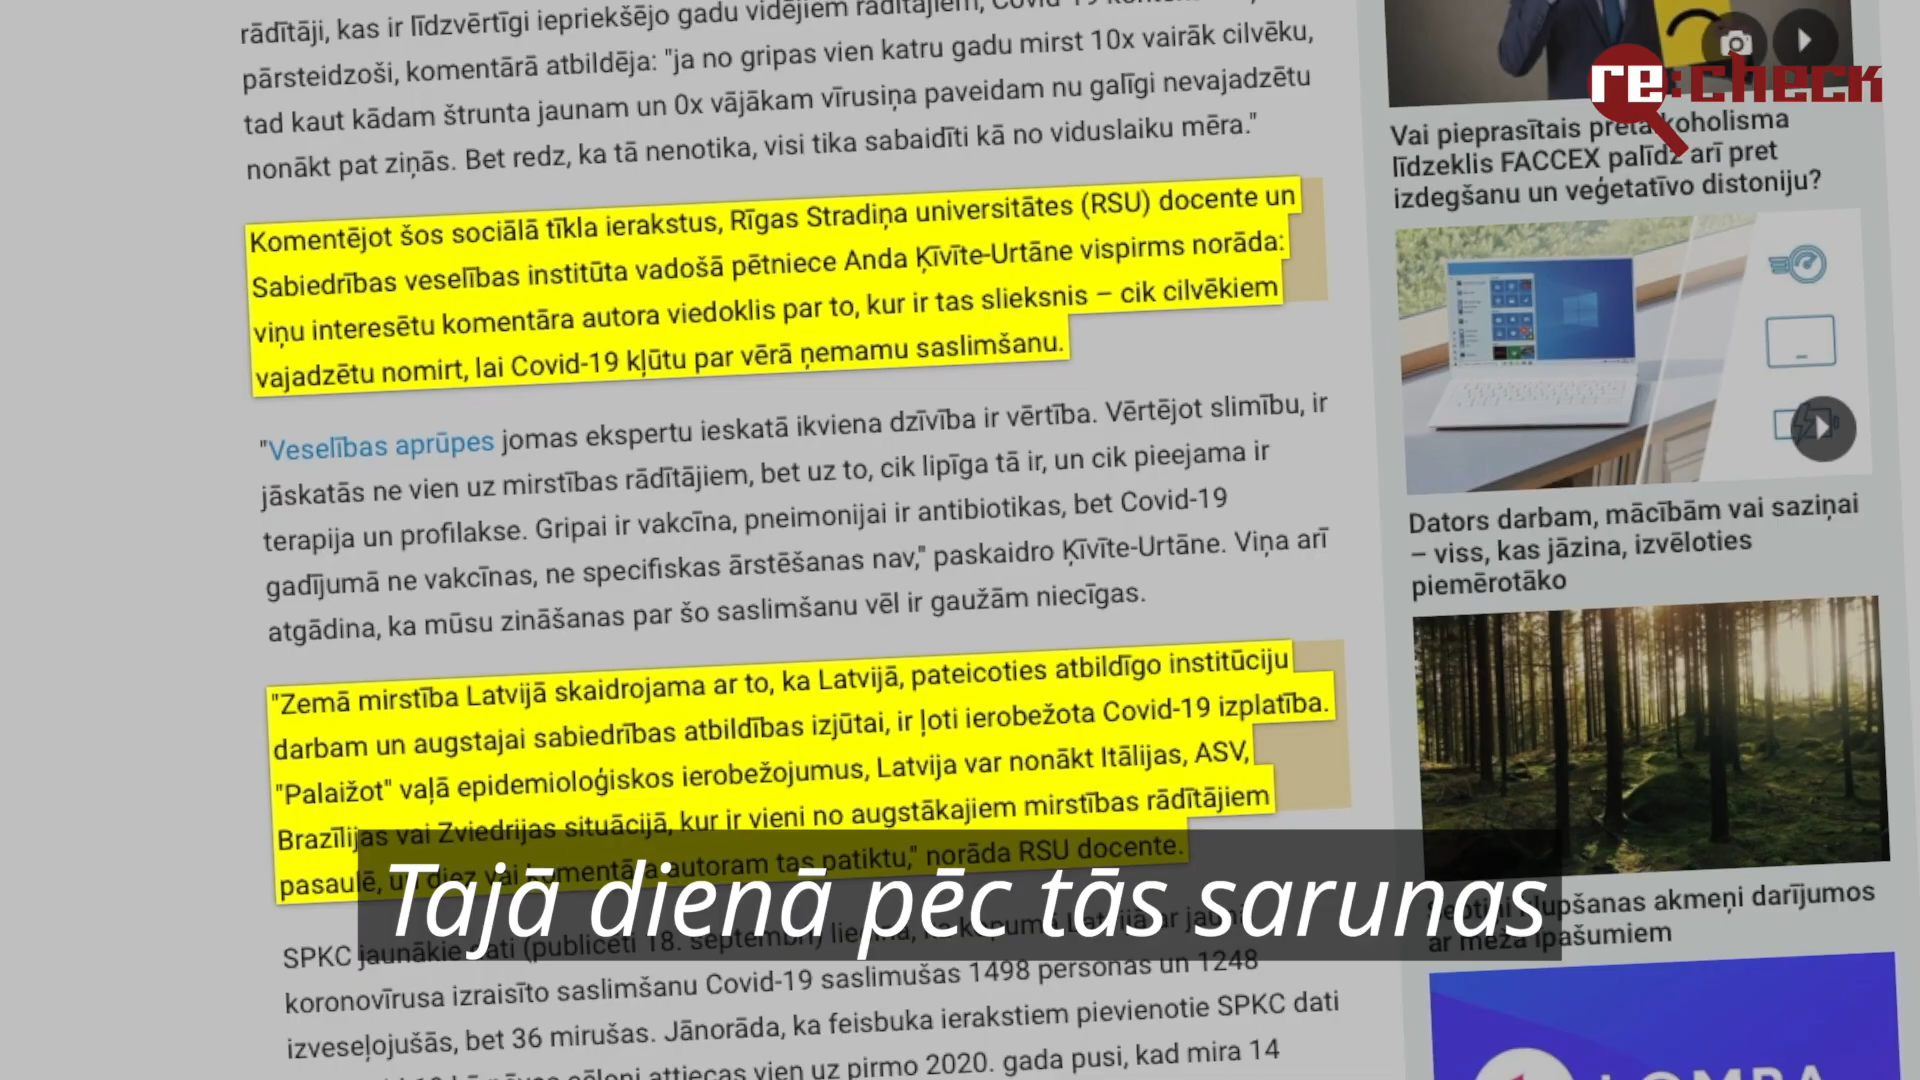 rādītāji, kas ir līdzvērtīgi iepriekšējo gadu vidējiem rādītājiem, Covid-19
pārsteidzoši, komentārā atbildēja: "ja no gripas vien katru gadu mirst 10x vairāk cilvēku,
tad kaut kādam štrunta jaunam un 0x vājākam vīrusiņa paveidam nu galīgi nevajadzētu
nonākt pat ziņās. Bet redz, ka tā nenotika, visi tika sabaidīti kā no viduslaiku mēra."
Komentējot šos sociālā tīkla ierakstus, Rīgas Stradiņa universitātes (RSU) docente un
Sabiedrības veselības institūta vadošā pētniece Anda Ķīvīte-Urtāne vispirms norāda:
viņu interesētu komentāra autora viedoklis par to, kur ir tas slieksnis – cik cilvēkiem
vajadzētu nomirt, lai Covid-19 kļūtu par vērā ņemamu saslimšanu.
"Veselības aprūpes jomas ekspertu ieskatā ikviena dzīvība ir vērtība. Vērtējot slimību, ir
jāskatās ne vien uz mirstības rādītājiem, bet uz to, cik lipīga tā ir, un cik pieejama ir
terapija un profilakse. Gripai ir vakcīna, pneimonijai ir antibiotikas, bet Covid-19
gadījumā ne vakcīnas, ne specifiskas ārstēšanas nav," paskaidro Ķīvīte-Urtāne. Viņa arī
atgādina, ka mūsu zināšanas par šo saslimšanu vēl ir gaužām niecīgas.
"Zemā mirstība Latvijā skaidrojama ar to, ka Latvijā, pateicoties atbildīgo institūciju
darbam un augstajai sabiedrības atbildības izjūtai, ir ļoti ierobežota Covid-19 izplatība.
"Palaižot" vaļā epidemioloģiskos ierobežojumus, Latvija var nonākt Itālijas, ASV,
Brazīlijas vai Zviedrijas situācijā, kur ir vieni no augstākajiem mirstības rādītājiem
pasaulē, un diez vai komentāra autoram tas patiktu," norāda RSU docente.
SPKC jaunākie dati (publicēti 18. septembrī) liecina, ka kopumā Latvijā ar jaunā
koronovīrusa izraisīto saslimšanu Covid-19 saslimušas 1498 personas un 1248
izveseļojušās, bet 36 mirušas. Jānorāda, ka feisbuka ierakstiem pievienotie SPKC dati
attiecas vien uz pirmo 2020. gada pusi, kad mira 14
re:check
Vai pieprasītais pretalkoholisma
līdzeklis FACCEX palīdz arī pret
izdegšanu un veģetatīvo distoniju?
Dators darbam, mācībām vai saziņai
– viss, kas jāzina, izvēloties
piemērotāko
Septiņi klupšanas akmeņi darījumos
ar meža īpašumiem
Tajā dienā pēc tās sarunas